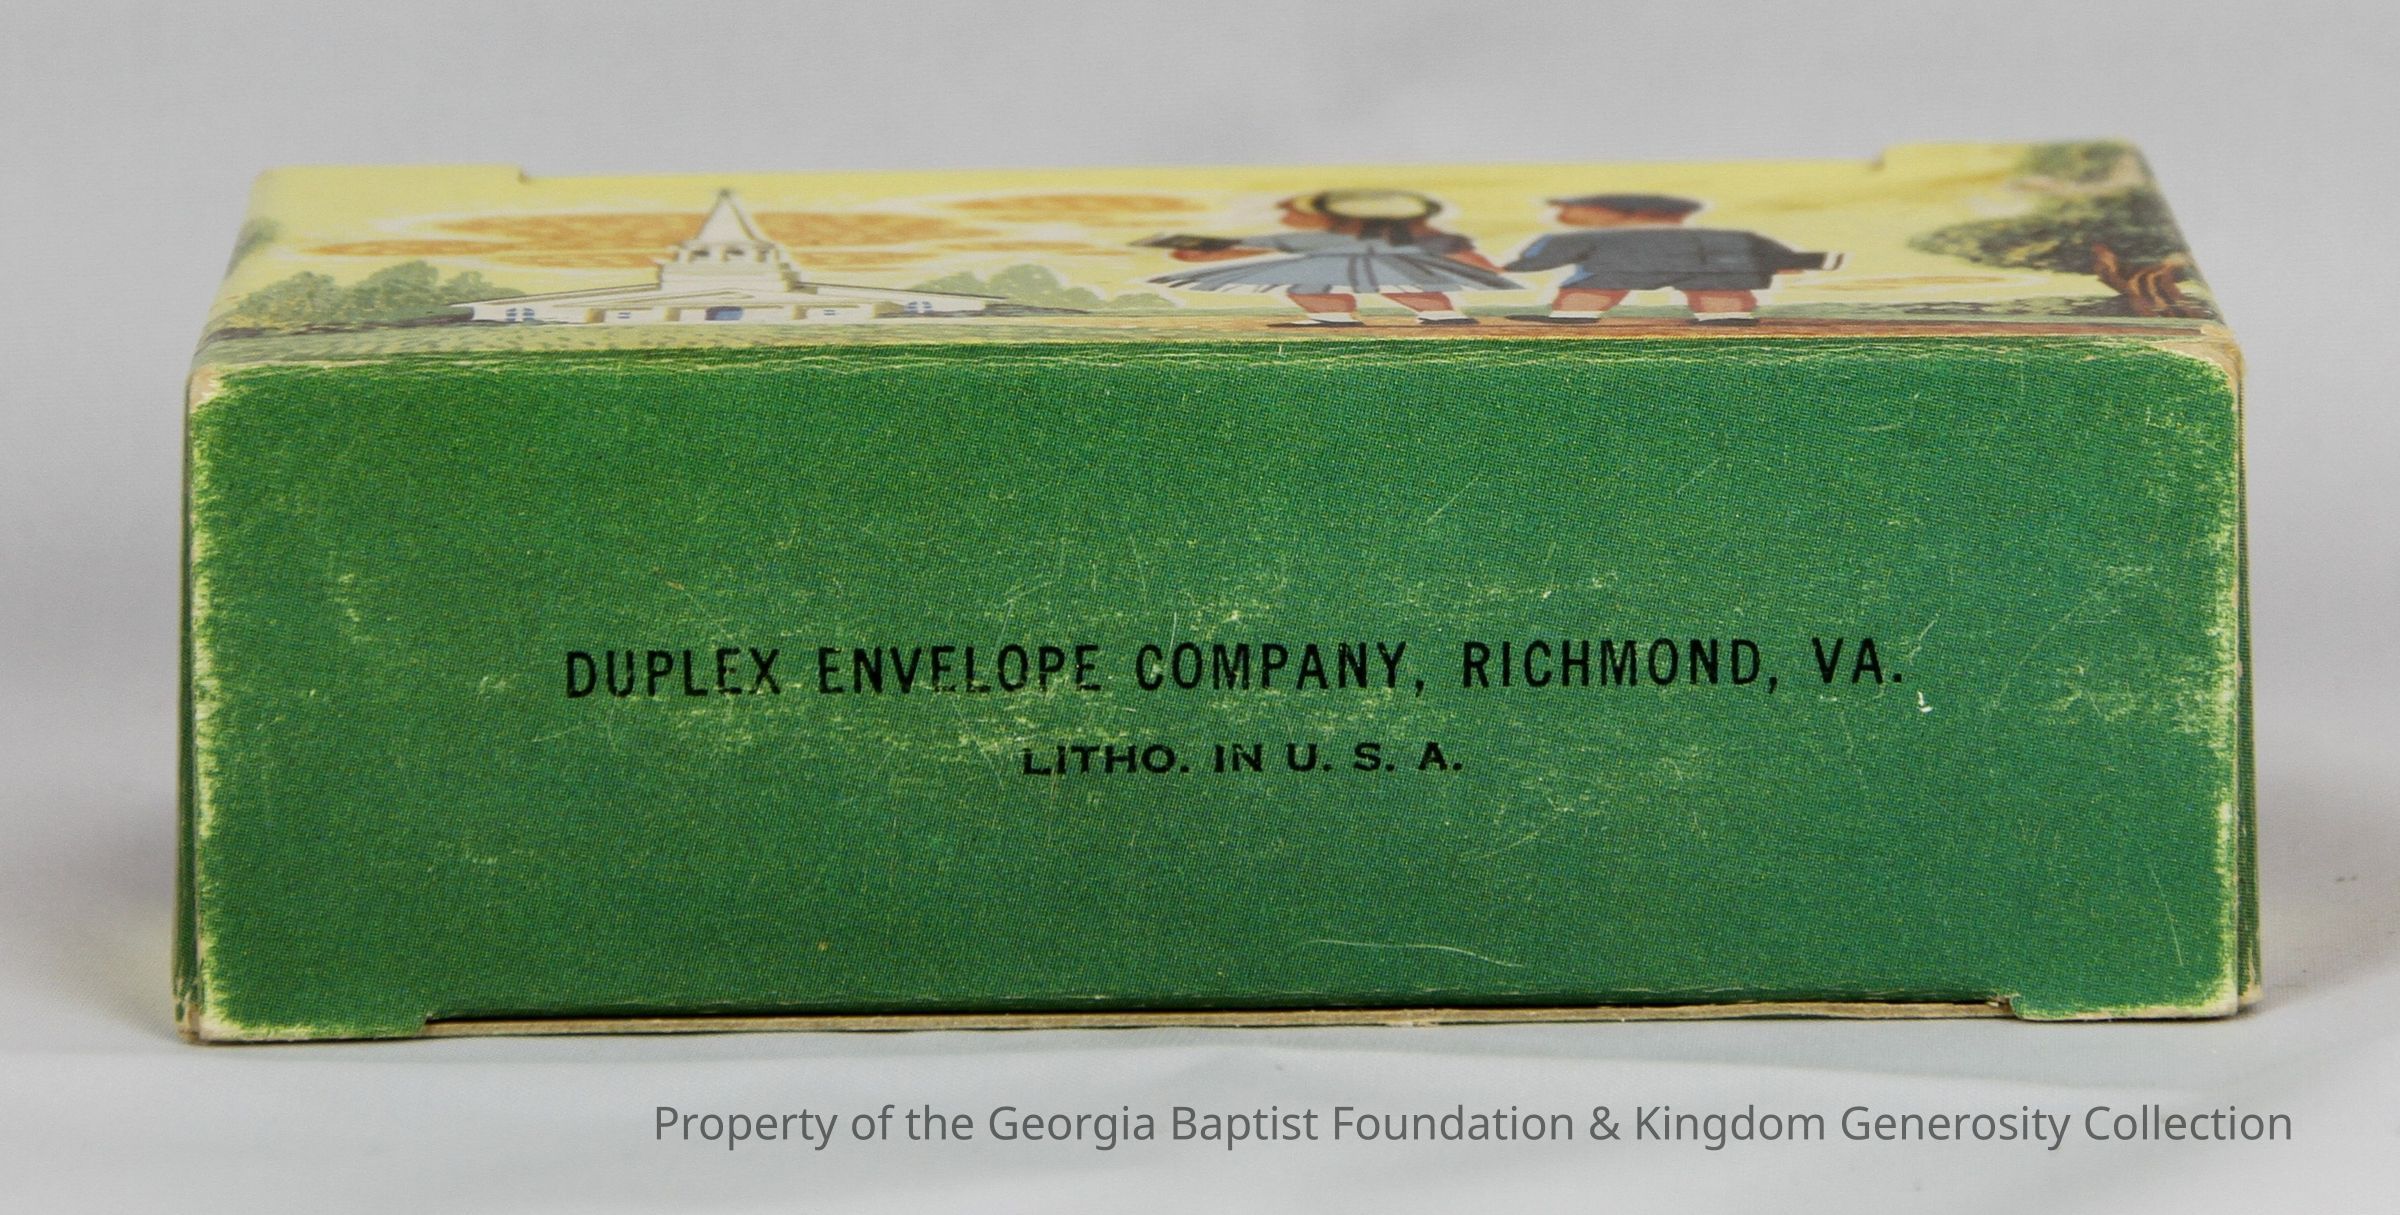 DUPLEX ENVELOPE COMPANY, RICHMOND, VA.
LITHO. IN U. S. A.
Property of the Georgia Baptist Foundation & Kingdom Generosity Collection